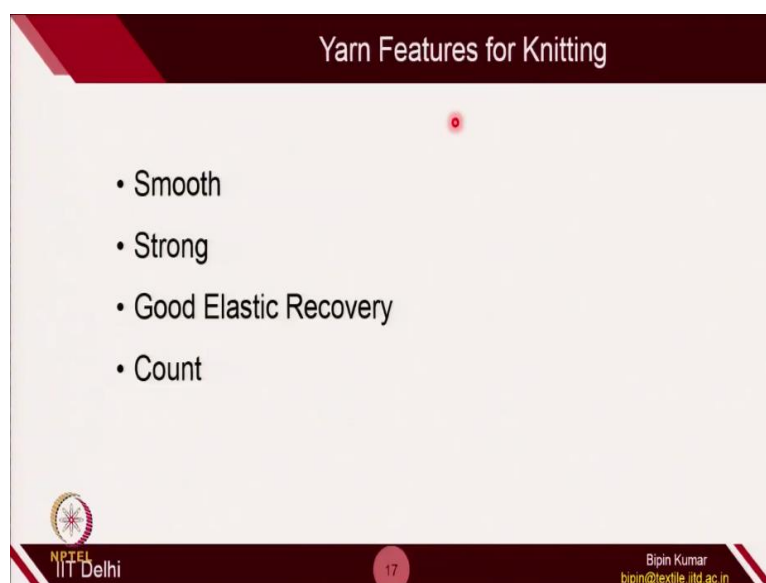 Yarn Features for Knitting
• Smooth
• Strong
• Good Elastic Recovery
• Count
NPTEL
IIT Delhi
17
Bipin Kumar
bipin@textile.iitd.ac.in